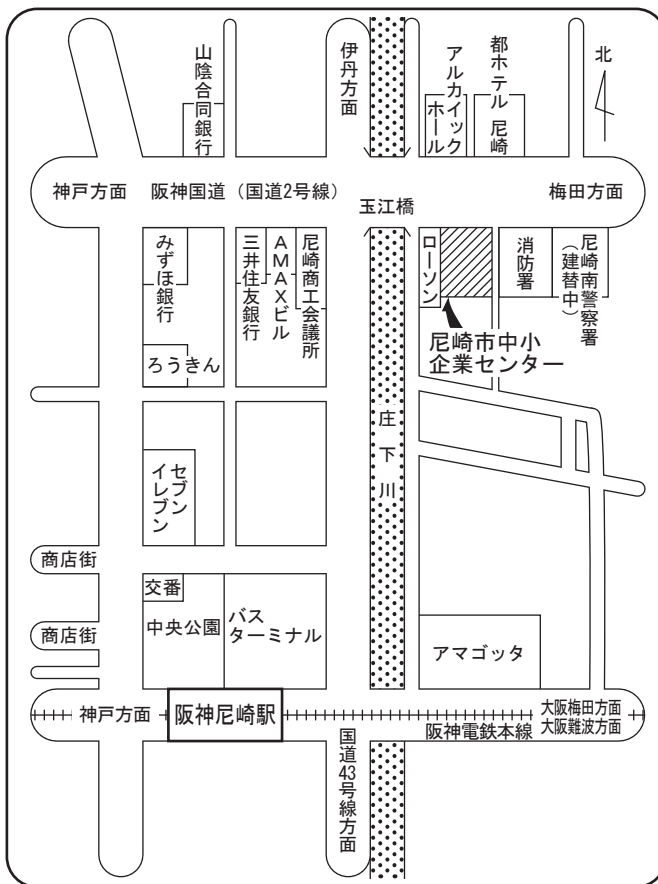 山陰合同銀行
伊丹方面
アルカイック
ホール
都ホテル 尼崎
北
神戸方面
阪神国道（国道2号線）
玉江橋
梅田方面
みずほ銀行
三井住友銀行
AMAXビル
尼崎商工会議所
ローソン
消防署
尼崎南警察署
（建替中）
尼崎市中小
企業センター
ろうきん
庄下川
セブン
イレブン
商店街
交番
中央公園
バス
ターミナル
商店街
アマゴッタ
神戸方面
阪神尼崎駅
大阪梅田方面
大阪難波方面
阪神電鉄本線
国道43号線方面